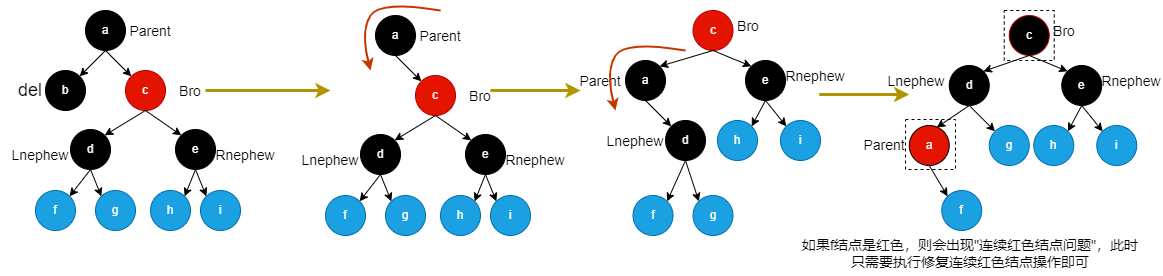 a Parent
del b c Bro
Lnephew d e Rnephew
f g h i
a Parent
c Bro
Lnephew d e Rnephew
f g h i
c Bro
Parent a e Rnephew
d h i
f g
c Bro
Lnephew d e Rnephew
Parent a g h i
f
如果f结点是红色，则会出现"连续红色结点问题"，此时
只需要执行修复连续红色结点操作即可